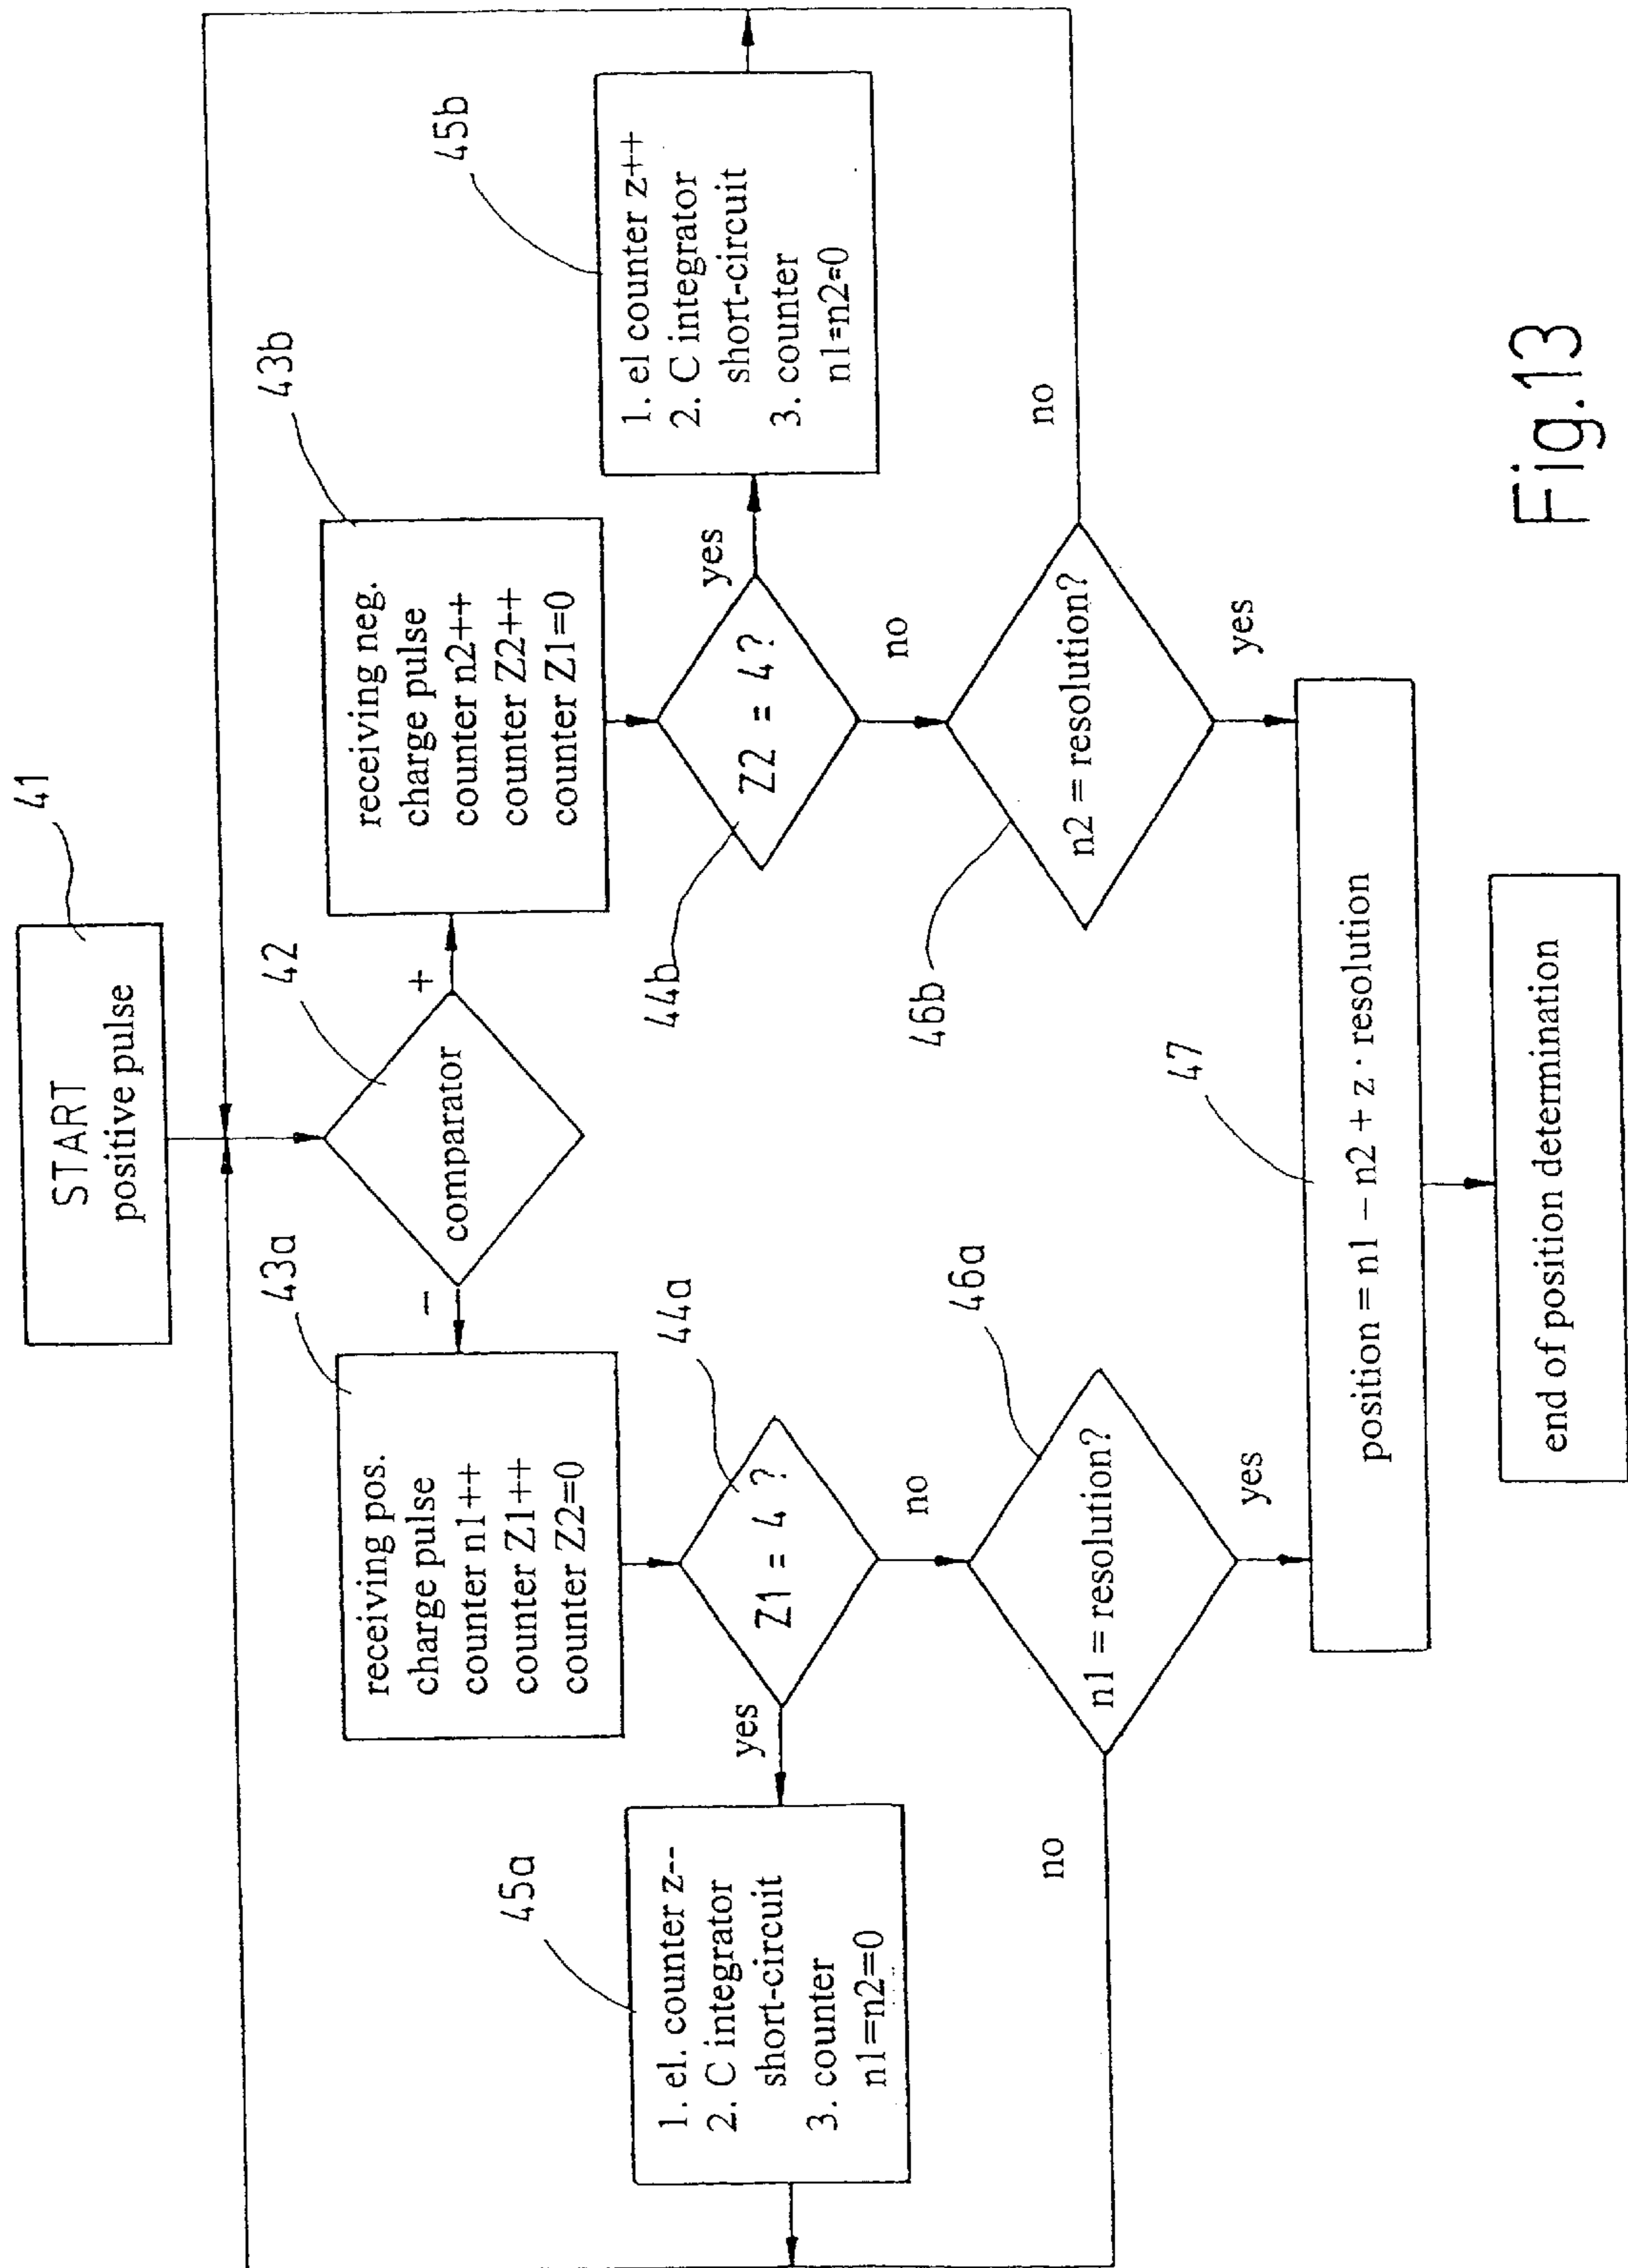 41
START
positive pulse
42
comparator
−
+
43a
receiving pos.
charge pulse
counter n1++
counter Z1++
counter Z2=0
43b
receiving neg.
charge pulse
counter n2++
counter Z2++
counter Z1=0
44a
Z1 = 4 ?
yes
no
44b
Z2 = 4?
yes
no
45a
1. el. counter z--
2. C integrator
short-circuit
3. counter
n1=n2=0
45b
1. el counter z++
2. C integrator
short-circuit
3. counter
n1=n2=0
46a
n1 = resolution?
no
yes
46b
n2 = resolution?
no
yes
47
position = n1 − n2 + z · resolution
end of position determination
Fig.13